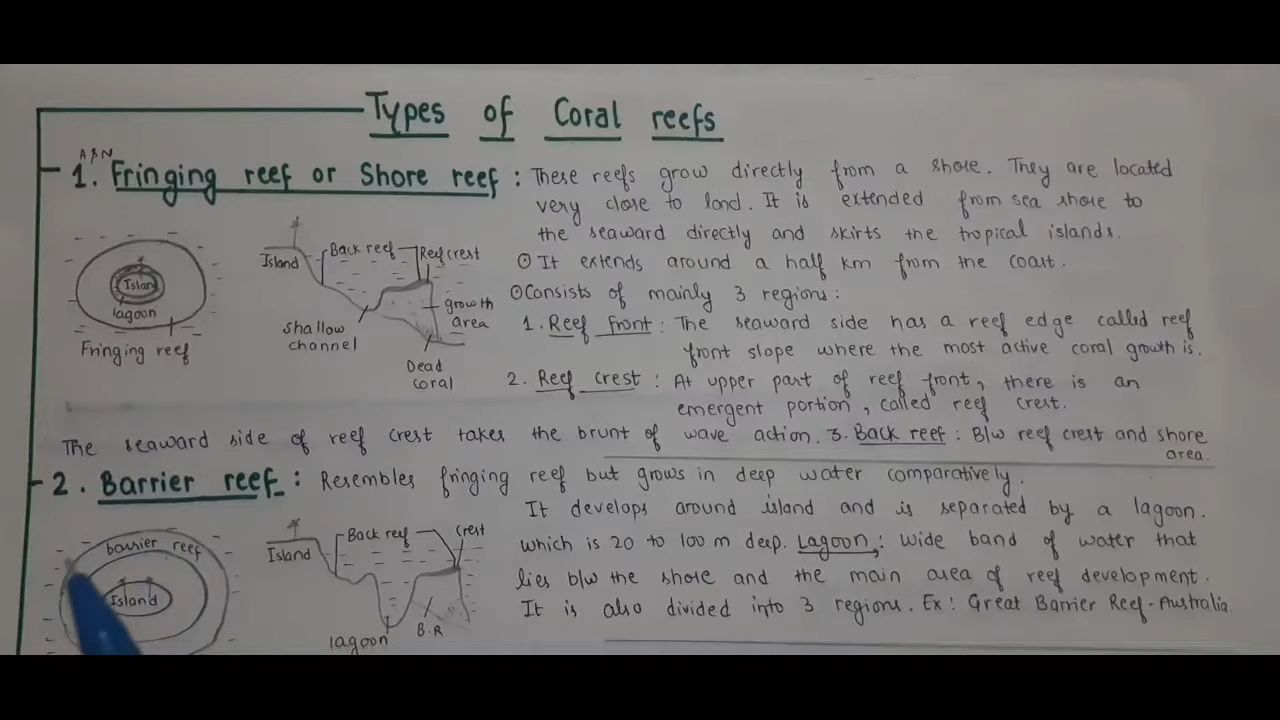 Types of Coral reefs
A & N
1. Fringing reef or Shore reef : These reefs grow directly from a shore. They are located
very close to land. It is extended from sea shore to
the seaward directly and skirts the tropical islands.
⊙ It extends around a half km from the coast.
⊙ Consists of mainly 3 regions:
1. Reef front : The seaward side has a reef edge called reef
front slope where the most active coral growth is.
2. Reef crest : At upper part of reef front, there is an
emergent portion, called reef crest.
Islan
lagoon
Fringing reef
Island
Back reef
Reef crest
growth
area
shallow
channel
Dead
coral
The seaward side of reef crest takes the brunt of wave action. 3. Back reef : B/w reef crest and shore
area.
2. Barrier reef : Resembles fringing reef but grows in deep water comparatively.
It develops around island and is separated by a lagoon.
which is 20 to 100 m deep. Lagoon : wide band of water that
lies b/w the shore and the main area of reef development.
It is also divided into 3 regions. Ex: Great Barrier Reef-Australia
barrier reef
Island
Island
Back reef
crest
lagoon
B.R